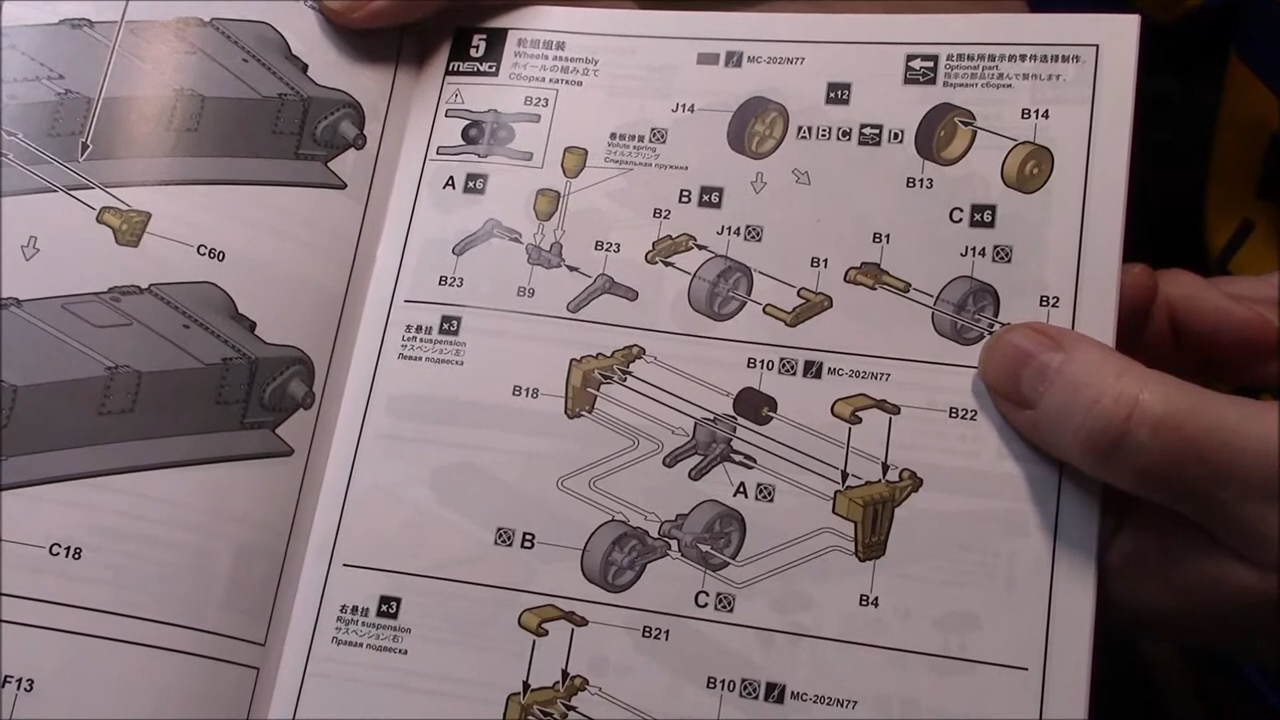 C60
C18
F13
5
MENG
轮组组装
Wheels assembly
ホイールの組み立て
Сборка катков
MC-202/N77
此图标所指示的零件选择制作。
Optional part.
指示の部品は選んで製作します。
Вариант сборки.
B23
J14
×12
A B C D
B13
B14
卷板弹簧
Volute spring
コイルスプリング
Спиральная пружина
A ×6
B23
B9
B23
B ×6
B2
J14
B1
C ×6
B1
J14
B2
左悬挂 ×3
Left suspension
サスペンション(左)
Левая подвеска
B18
B10 MC-202/N77
B22
A
B
C
B4
右悬挂 ×3
Right suspension
サスペンション(右)
Правая подвеска
B21
B10 MC-202/N77